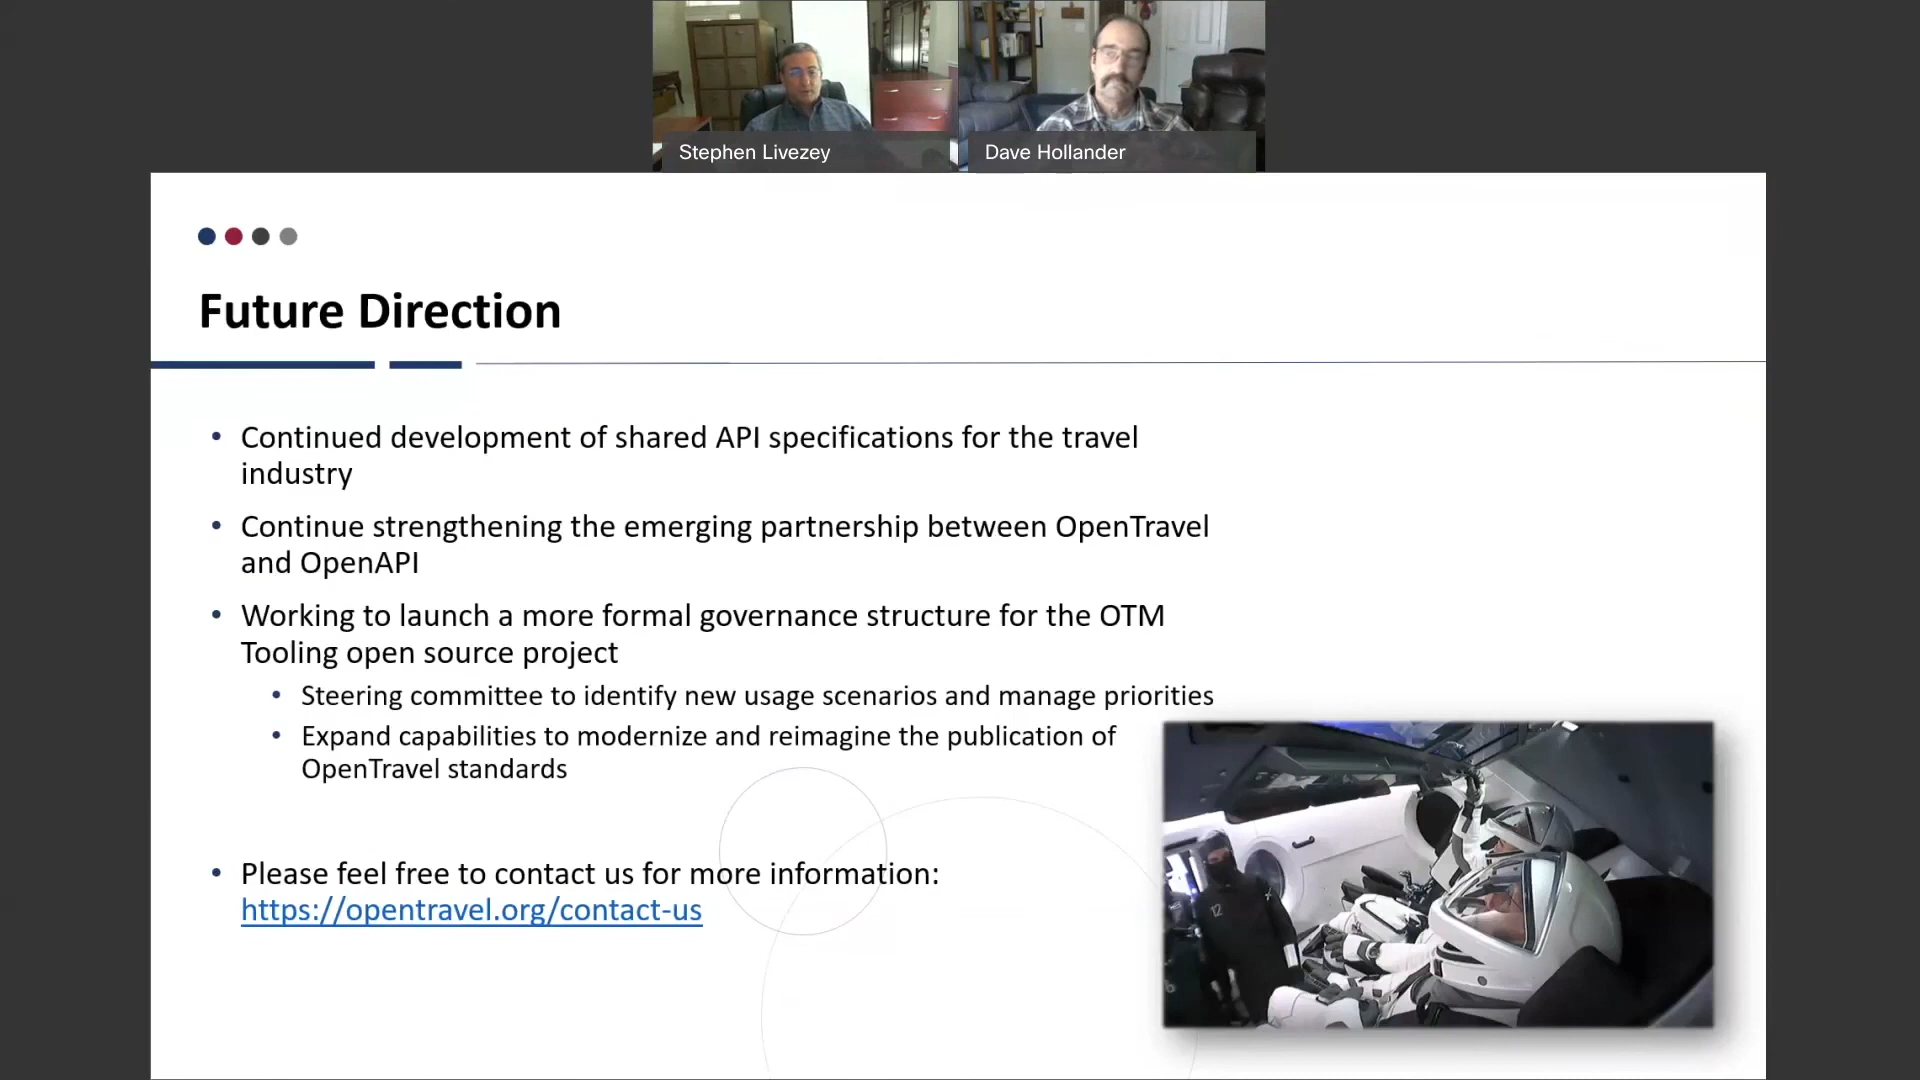 Stephen Livezey
Dave Hollander
Future Direction
• Continued development of shared API specifications for the travel
industry
• Continue strengthening the emerging partnership between OpenTravel
and OpenAPI
• Working to launch a more formal governance structure for the OTM
Tooling open source project
• Steering committee to identify new usage scenarios and manage priorities
• Expand capabilities to modernize and reimagine the publication of
OpenTravel standards
• Please feel free to contact us for more information:
https://opentravel.org/contact-us
12